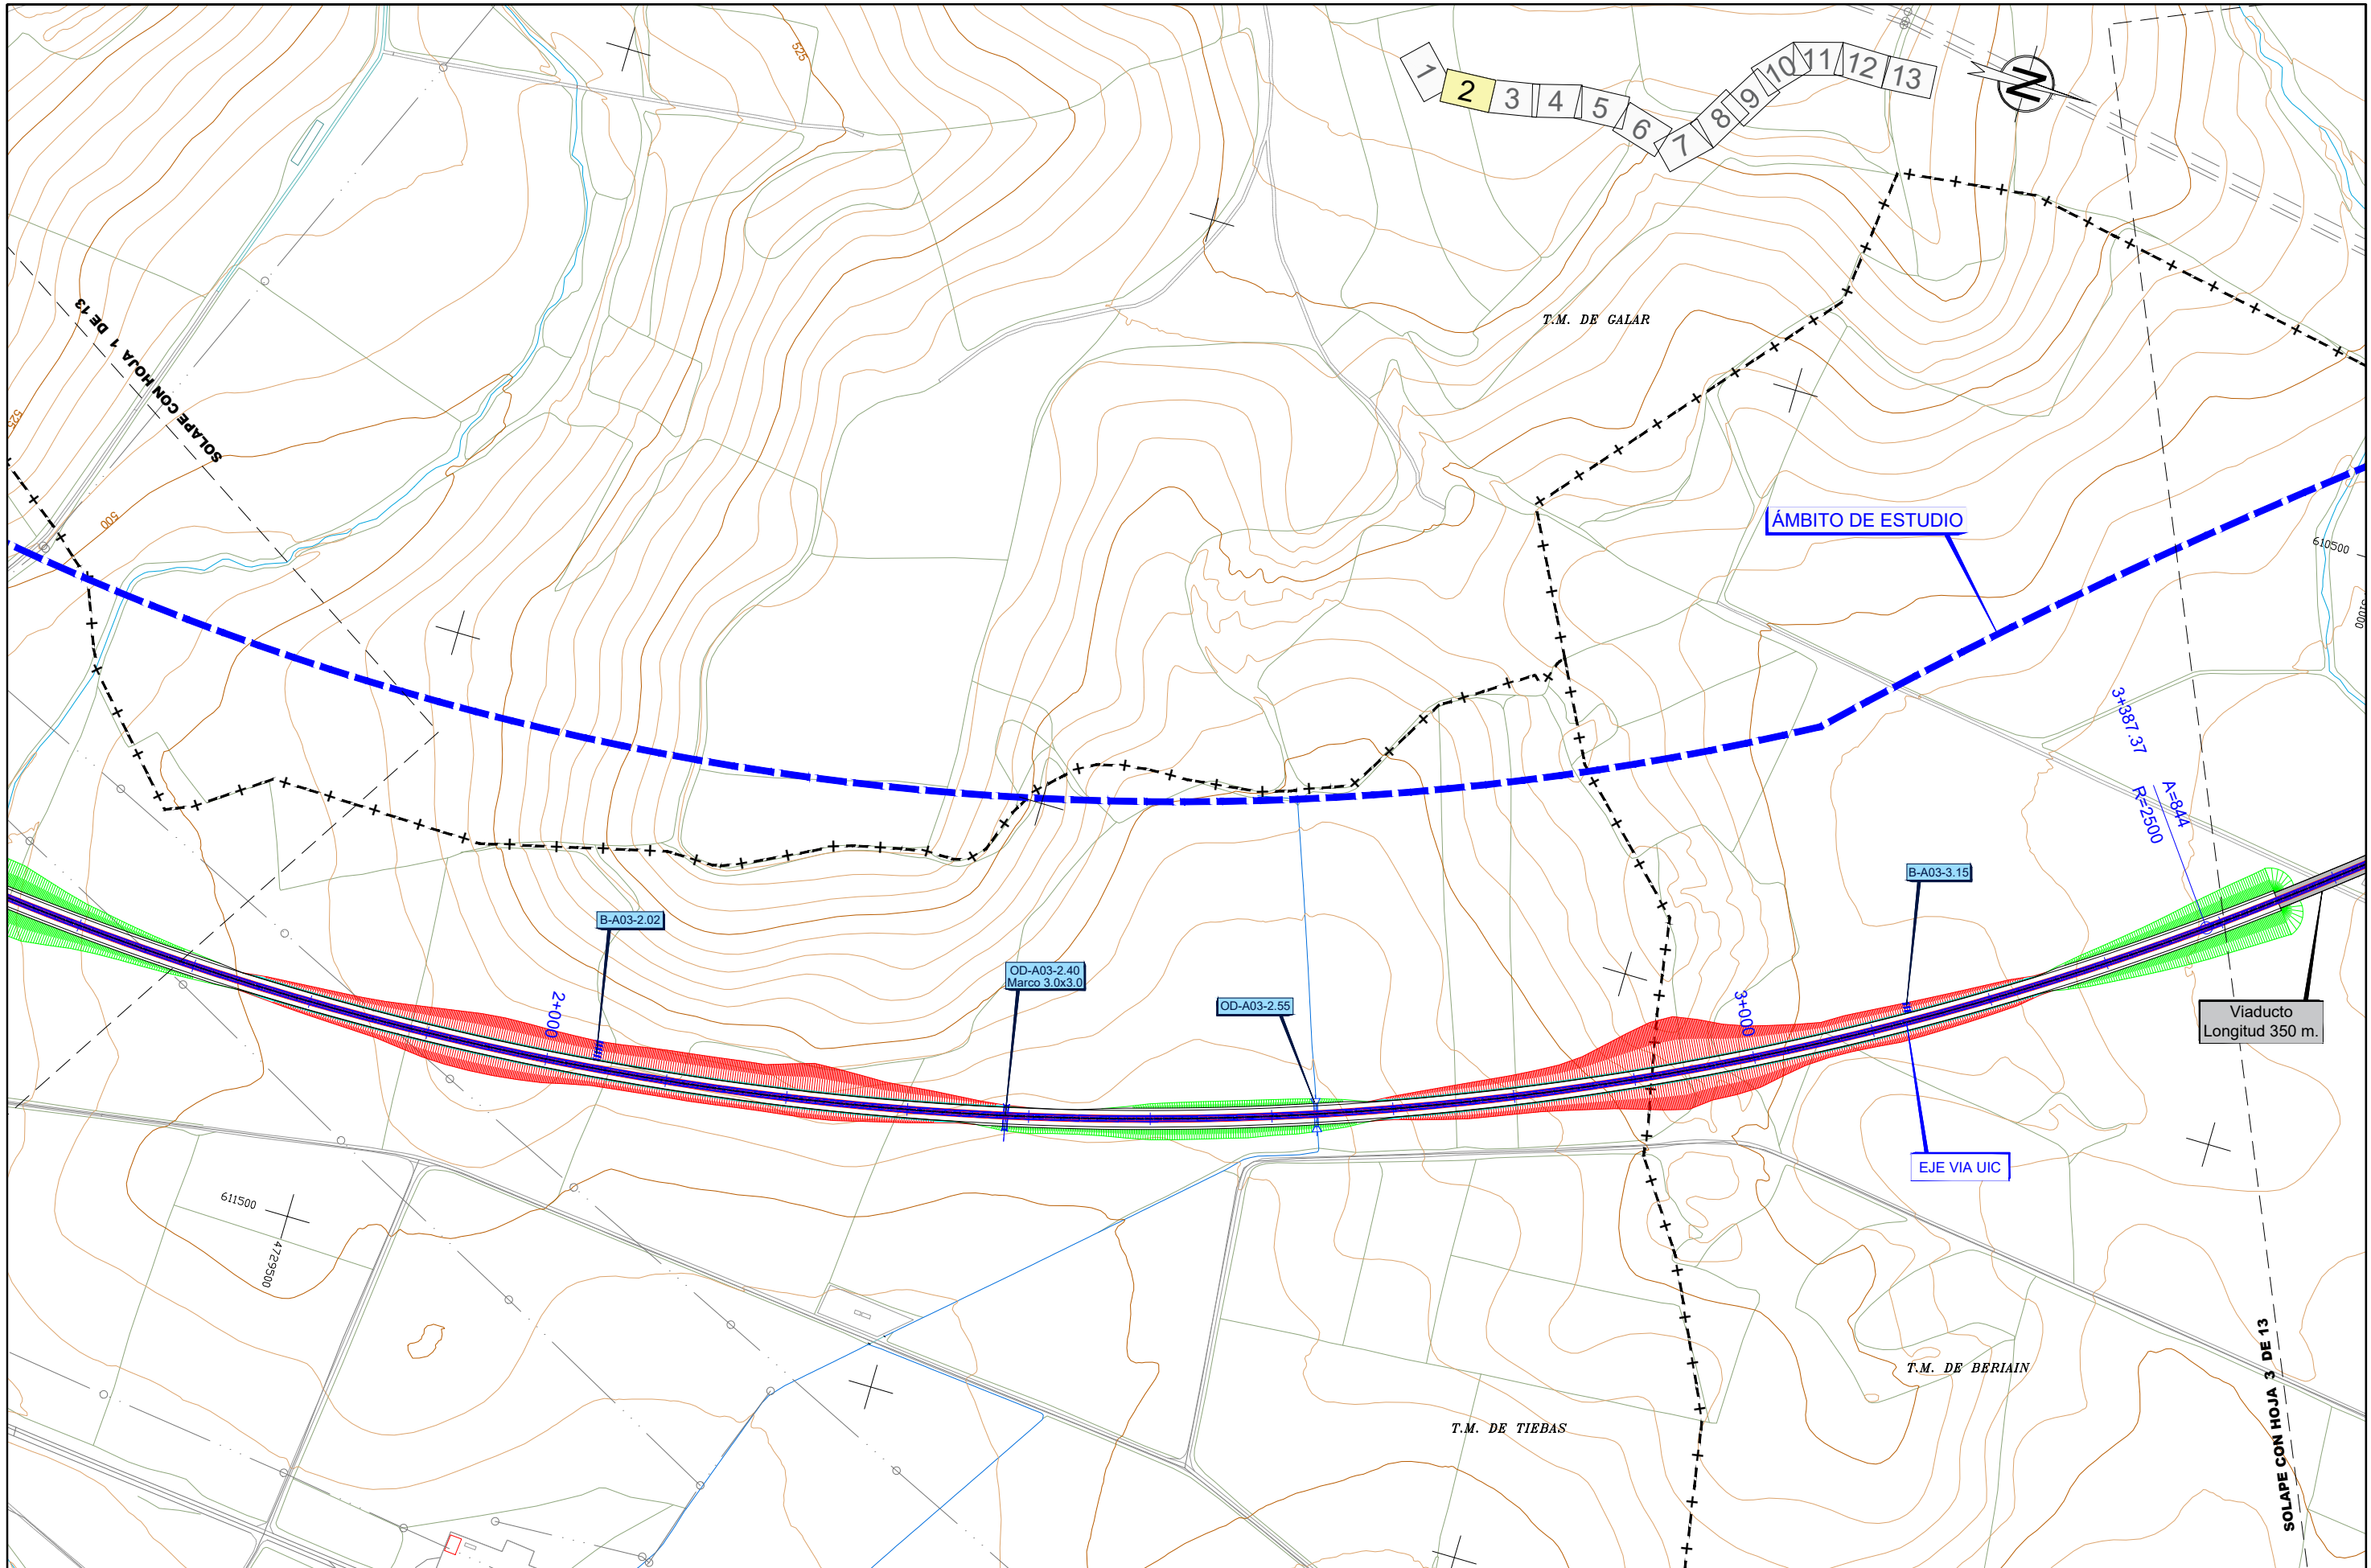 525
1
2
3
4
5
6
7
8
9
10
11
12
13
N
SOLAPE CON HOJA 1 DE 13
T.M. DE GALAR
525
500
ÁMBITO DE ESTUDIO
610500
3+387.37
A=844
R=2500
B-A03-2.02
B-A03-3.15
OD-A03-2.40
Marco 3.0x3.0
OD-A03-2.55
2+000
3+000
Viaducto
Longitud 350 m.
EJE VIA UIC
611500
4729500
T.M. DE BERIAIN
T.M. DE TIEBAS
SOLAPE CON HOJA 3 DE 13